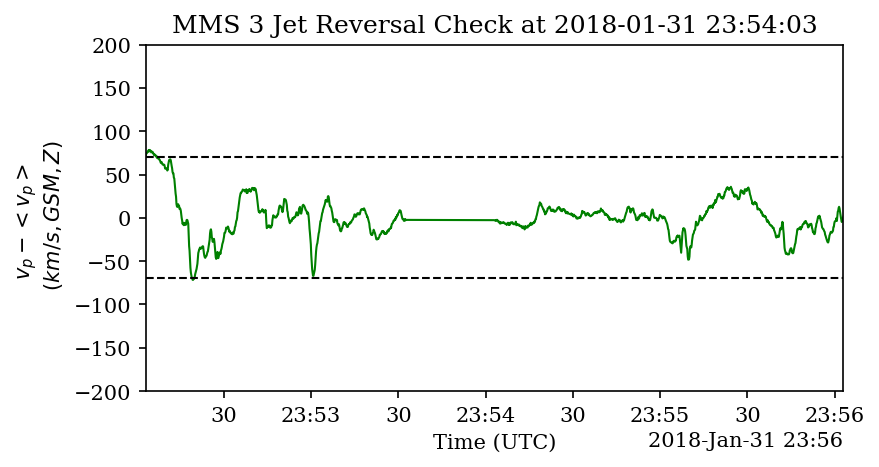 MMS 3 Jet Reversal Check at 2018-01-31 23:54:03
v_p − < v_p >
(km/s, GSM, Z)
200
150
100
50
0
−50
−100
−150
−200
30 23:53 30 23:54 30 23:55 30 23:56
Time (UTC) 2018-Jan-31 23:56